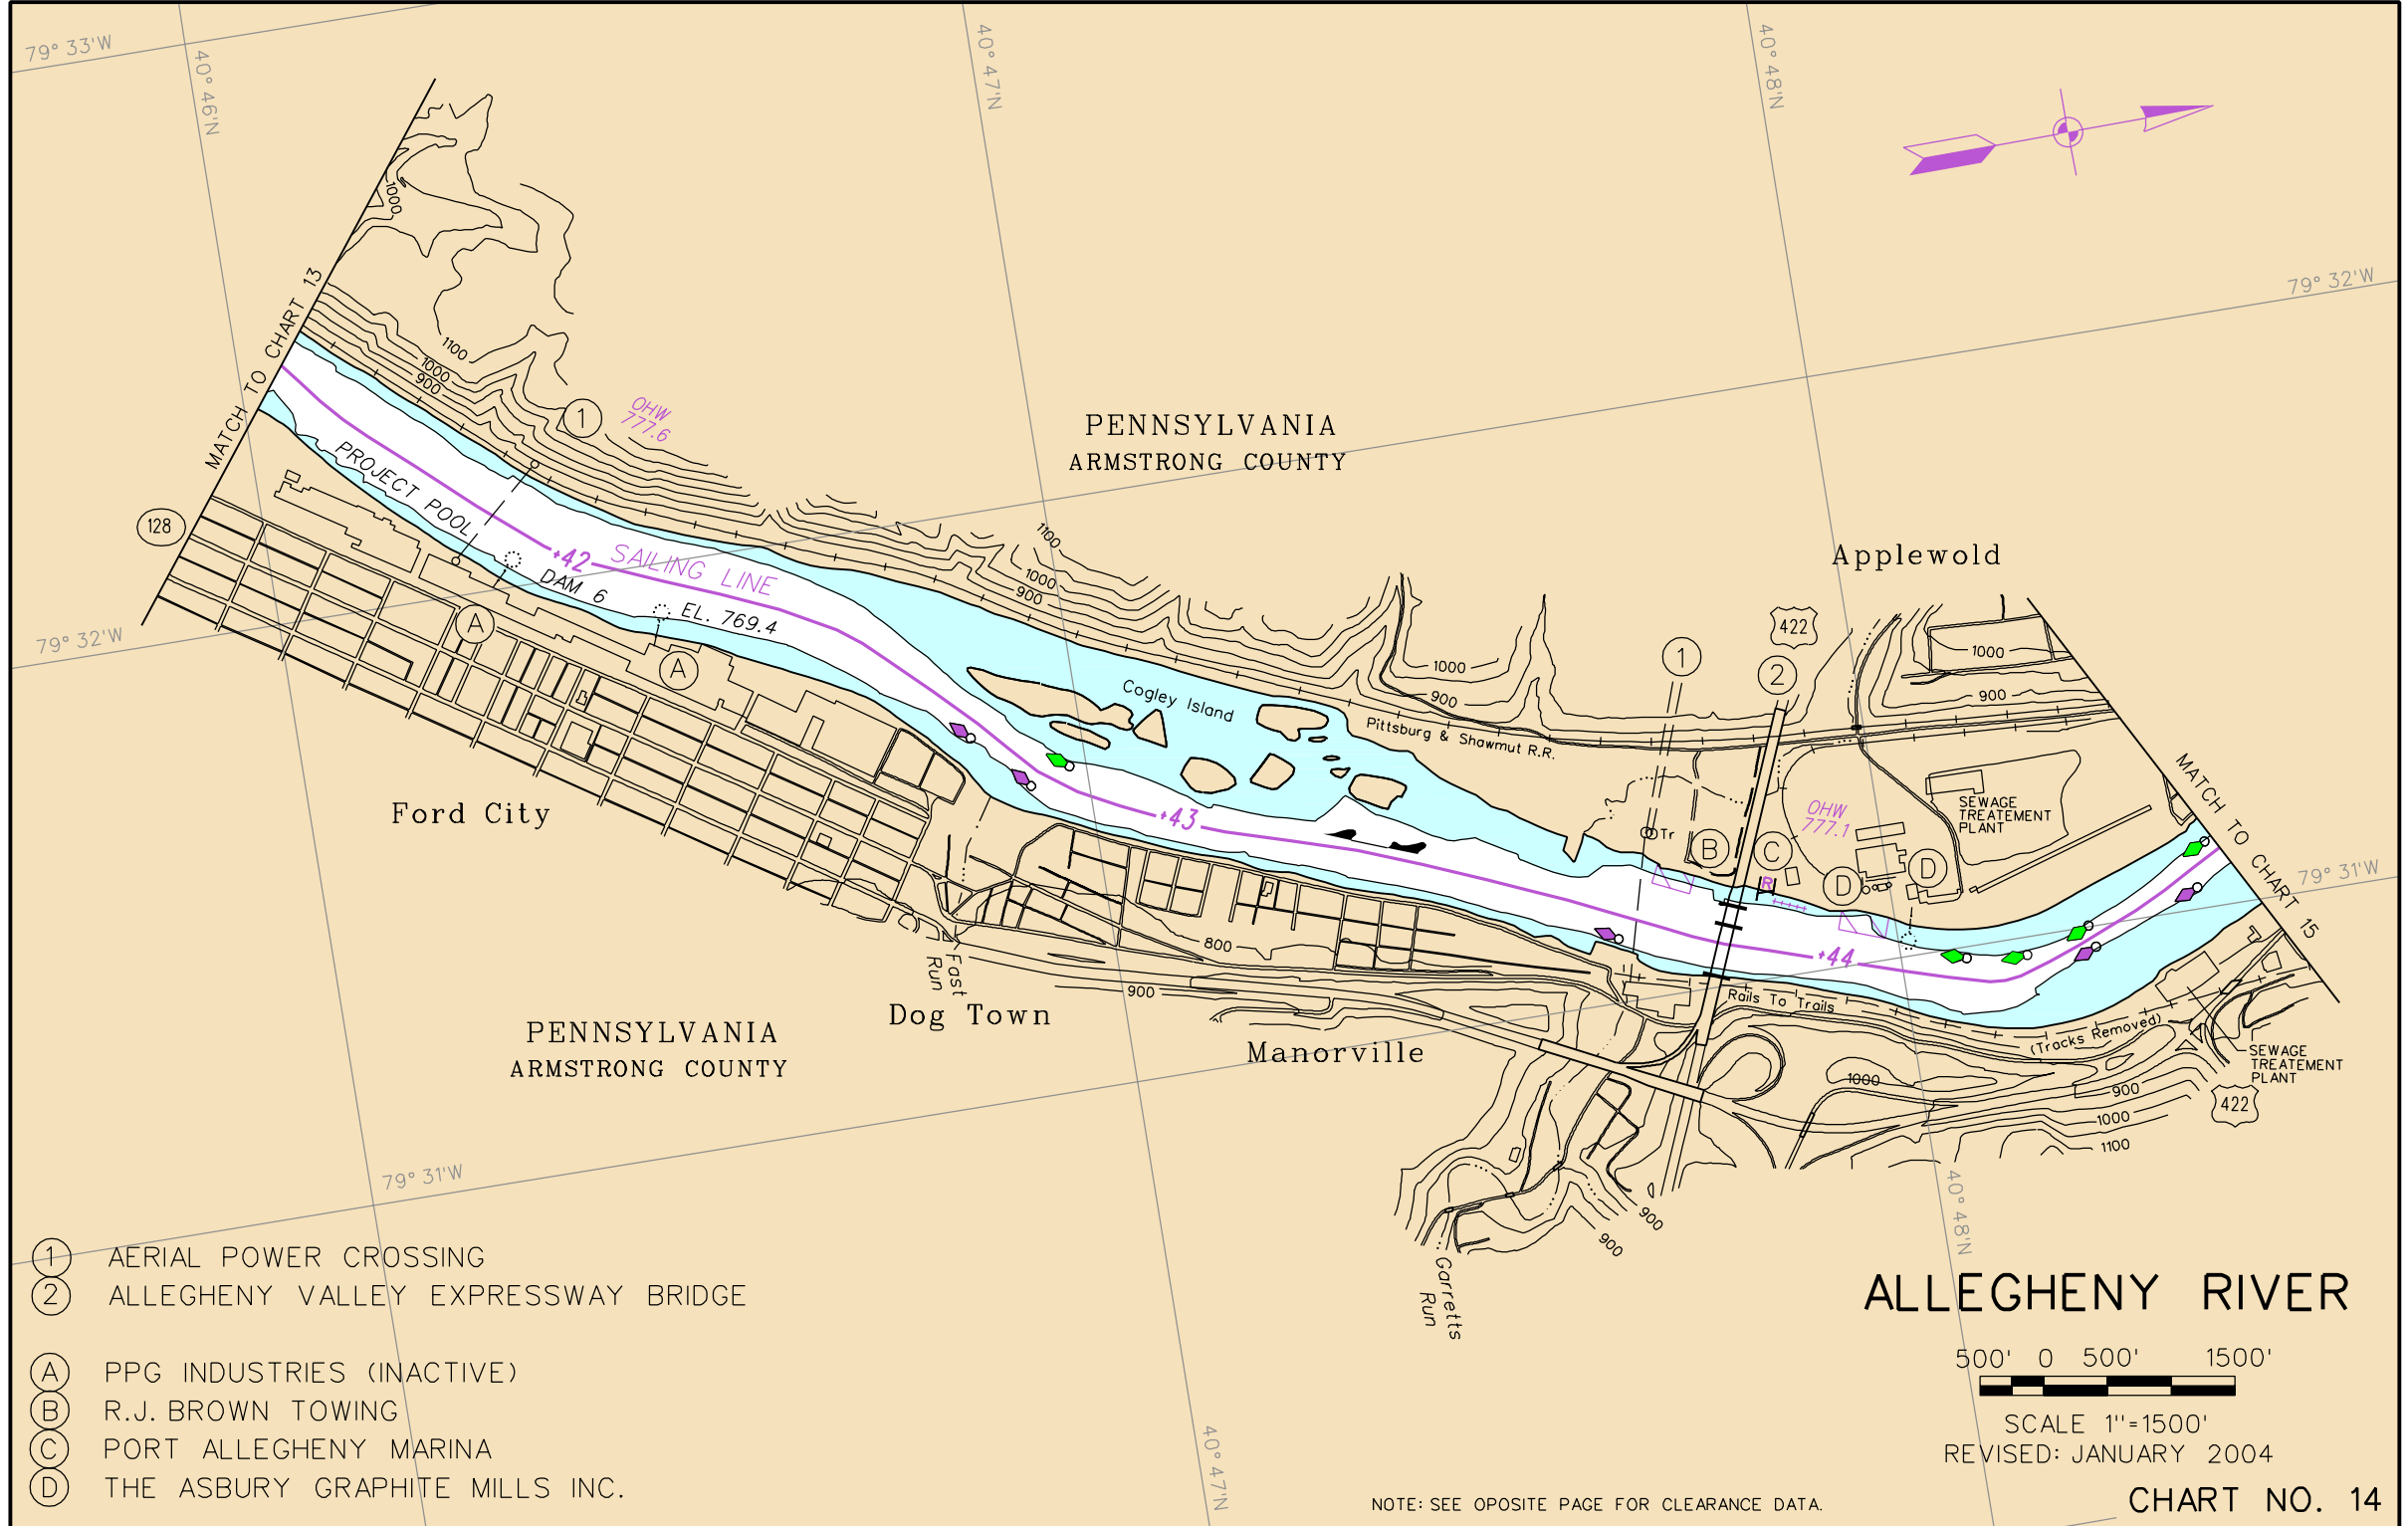 79° 33'W
40° 46'N
40° 47'N
40° 48'N
79° 32'W
MATCH TO CHART 13
1000
1100
1000
900
1
OHW
777.6
PENNSYLVANIA
ARMSTRONG COUNTY
128
PROJECT POOL
DAM 6
EL. 769.4
+42
SAILING LINE
A
A
79° 32'W
1100
1000
900
Cogley Island
Pittsburg & Shawmut R.R.
1000
900
1
422
2
Applewold
1000
900
MATCH TO CHART 15
SEWAGE
TREATEMENT
PLANT
OHW
777.1
Tr
B
C
R
D
D
79° 31'W
Ford City
+43
+44
800
900
Fast
Run
Dog Town
Manorville
Rails To Trails
(Tracks Removed)
SEWAGE
TREATEMENT
PLANT
422
1000
900
1000
1100
PENNSYLVANIA
ARMSTRONG COUNTY
79° 31'W
900
900
Garretts
Run
40° 48'N
40° 47'N
1 AERIAL POWER CROSSING
2 ALLEGHENY VALLEY EXPRESSWAY BRIDGE
A PPG INDUSTRIES (INACTIVE)
B R.J. BROWN TOWING
C PORT ALLEGHENY MARINA
D THE ASBURY GRAPHITE MILLS INC.
ALLEGHENY RIVER
500' 0 500' 1500'
SCALE 1"=1500'
REVISED: JANUARY 2004
NOTE: SEE OPOSITE PAGE FOR CLEARANCE DATA.
CHART NO. 14